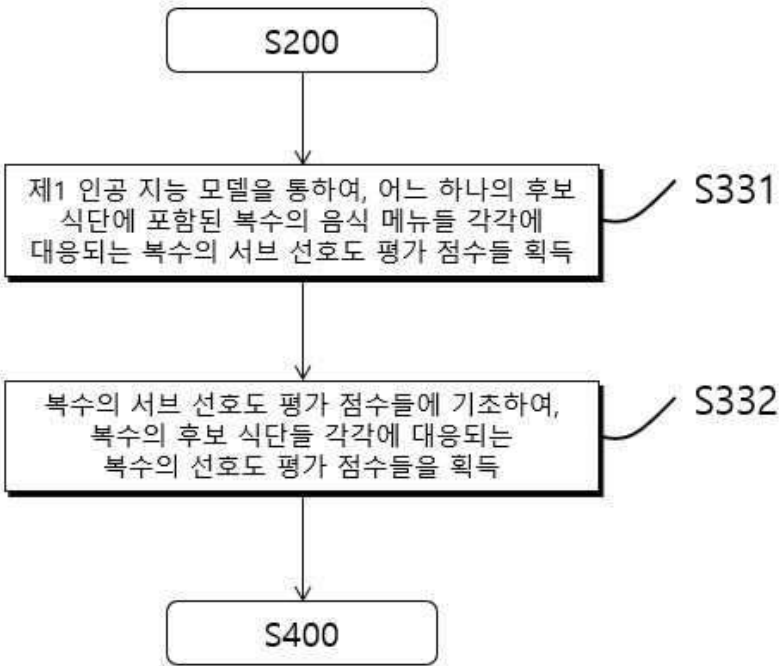 S200
제1 인공 지능 모델을 통하여, 어느 하나의 후보
식단에 포함된 복수의 음식 메뉴들 각각에
대응되는 복수의 서브 선호도 평가 점수들 획득
S331
복수의 서브 선호도 평가 점수들에 기초하여,
복수의 후보 식단들 각각에 대응되는
복수의 선호도 평가 점수들을 획득
S332
S400